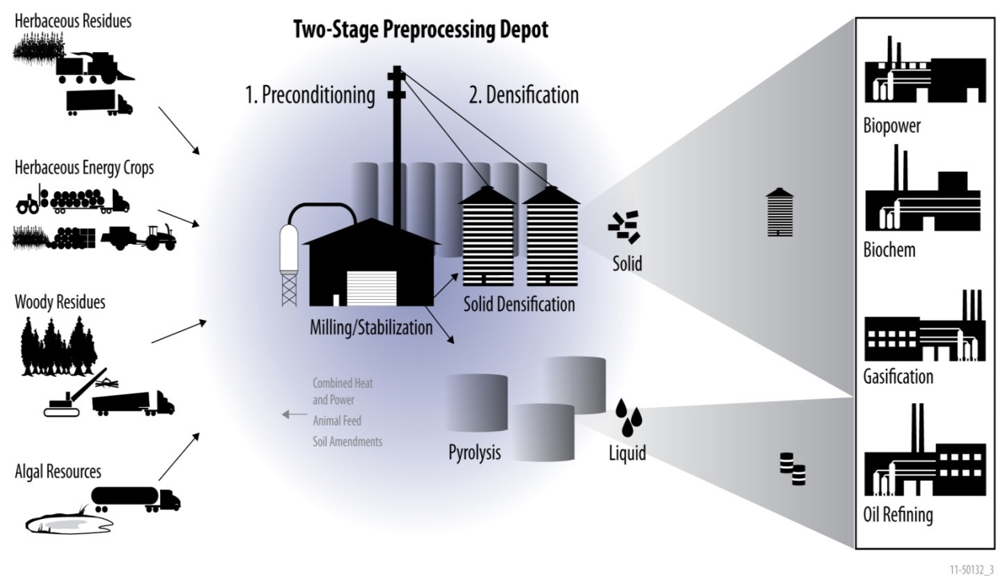 Herbaceous Residues
Two-Stage Preprocessing Depot
1. Preconditioning
2. Densification
Herbaceous Energy Crops
Woody Residues
Algal Resources
Milling/Stabilization
Solid Densification
Combined Heat
and Power
Animal Feed
Soil Amendments
Pyrolysis
Solid
Liquid
Biopower
Biochem
Gasification
Oil Refining
11-50132_3